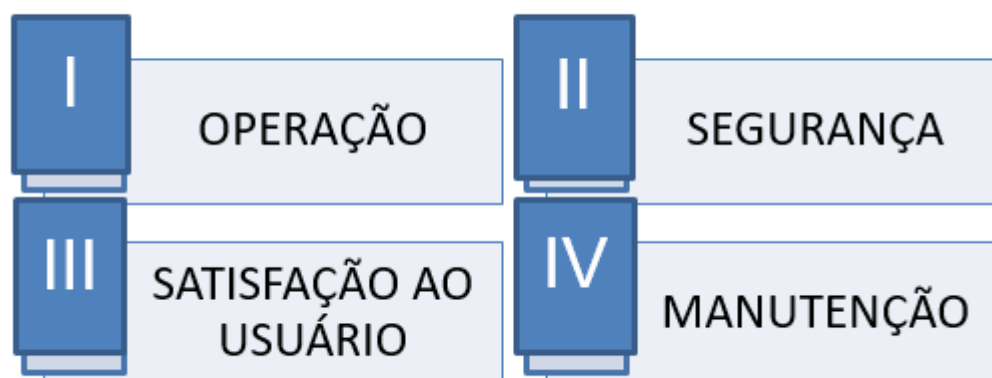 I
OPERAÇÃO
II
SEGURANÇA
III
SATISFAÇÃO AO
USUÁRIO
IV
MANUTENÇÃO